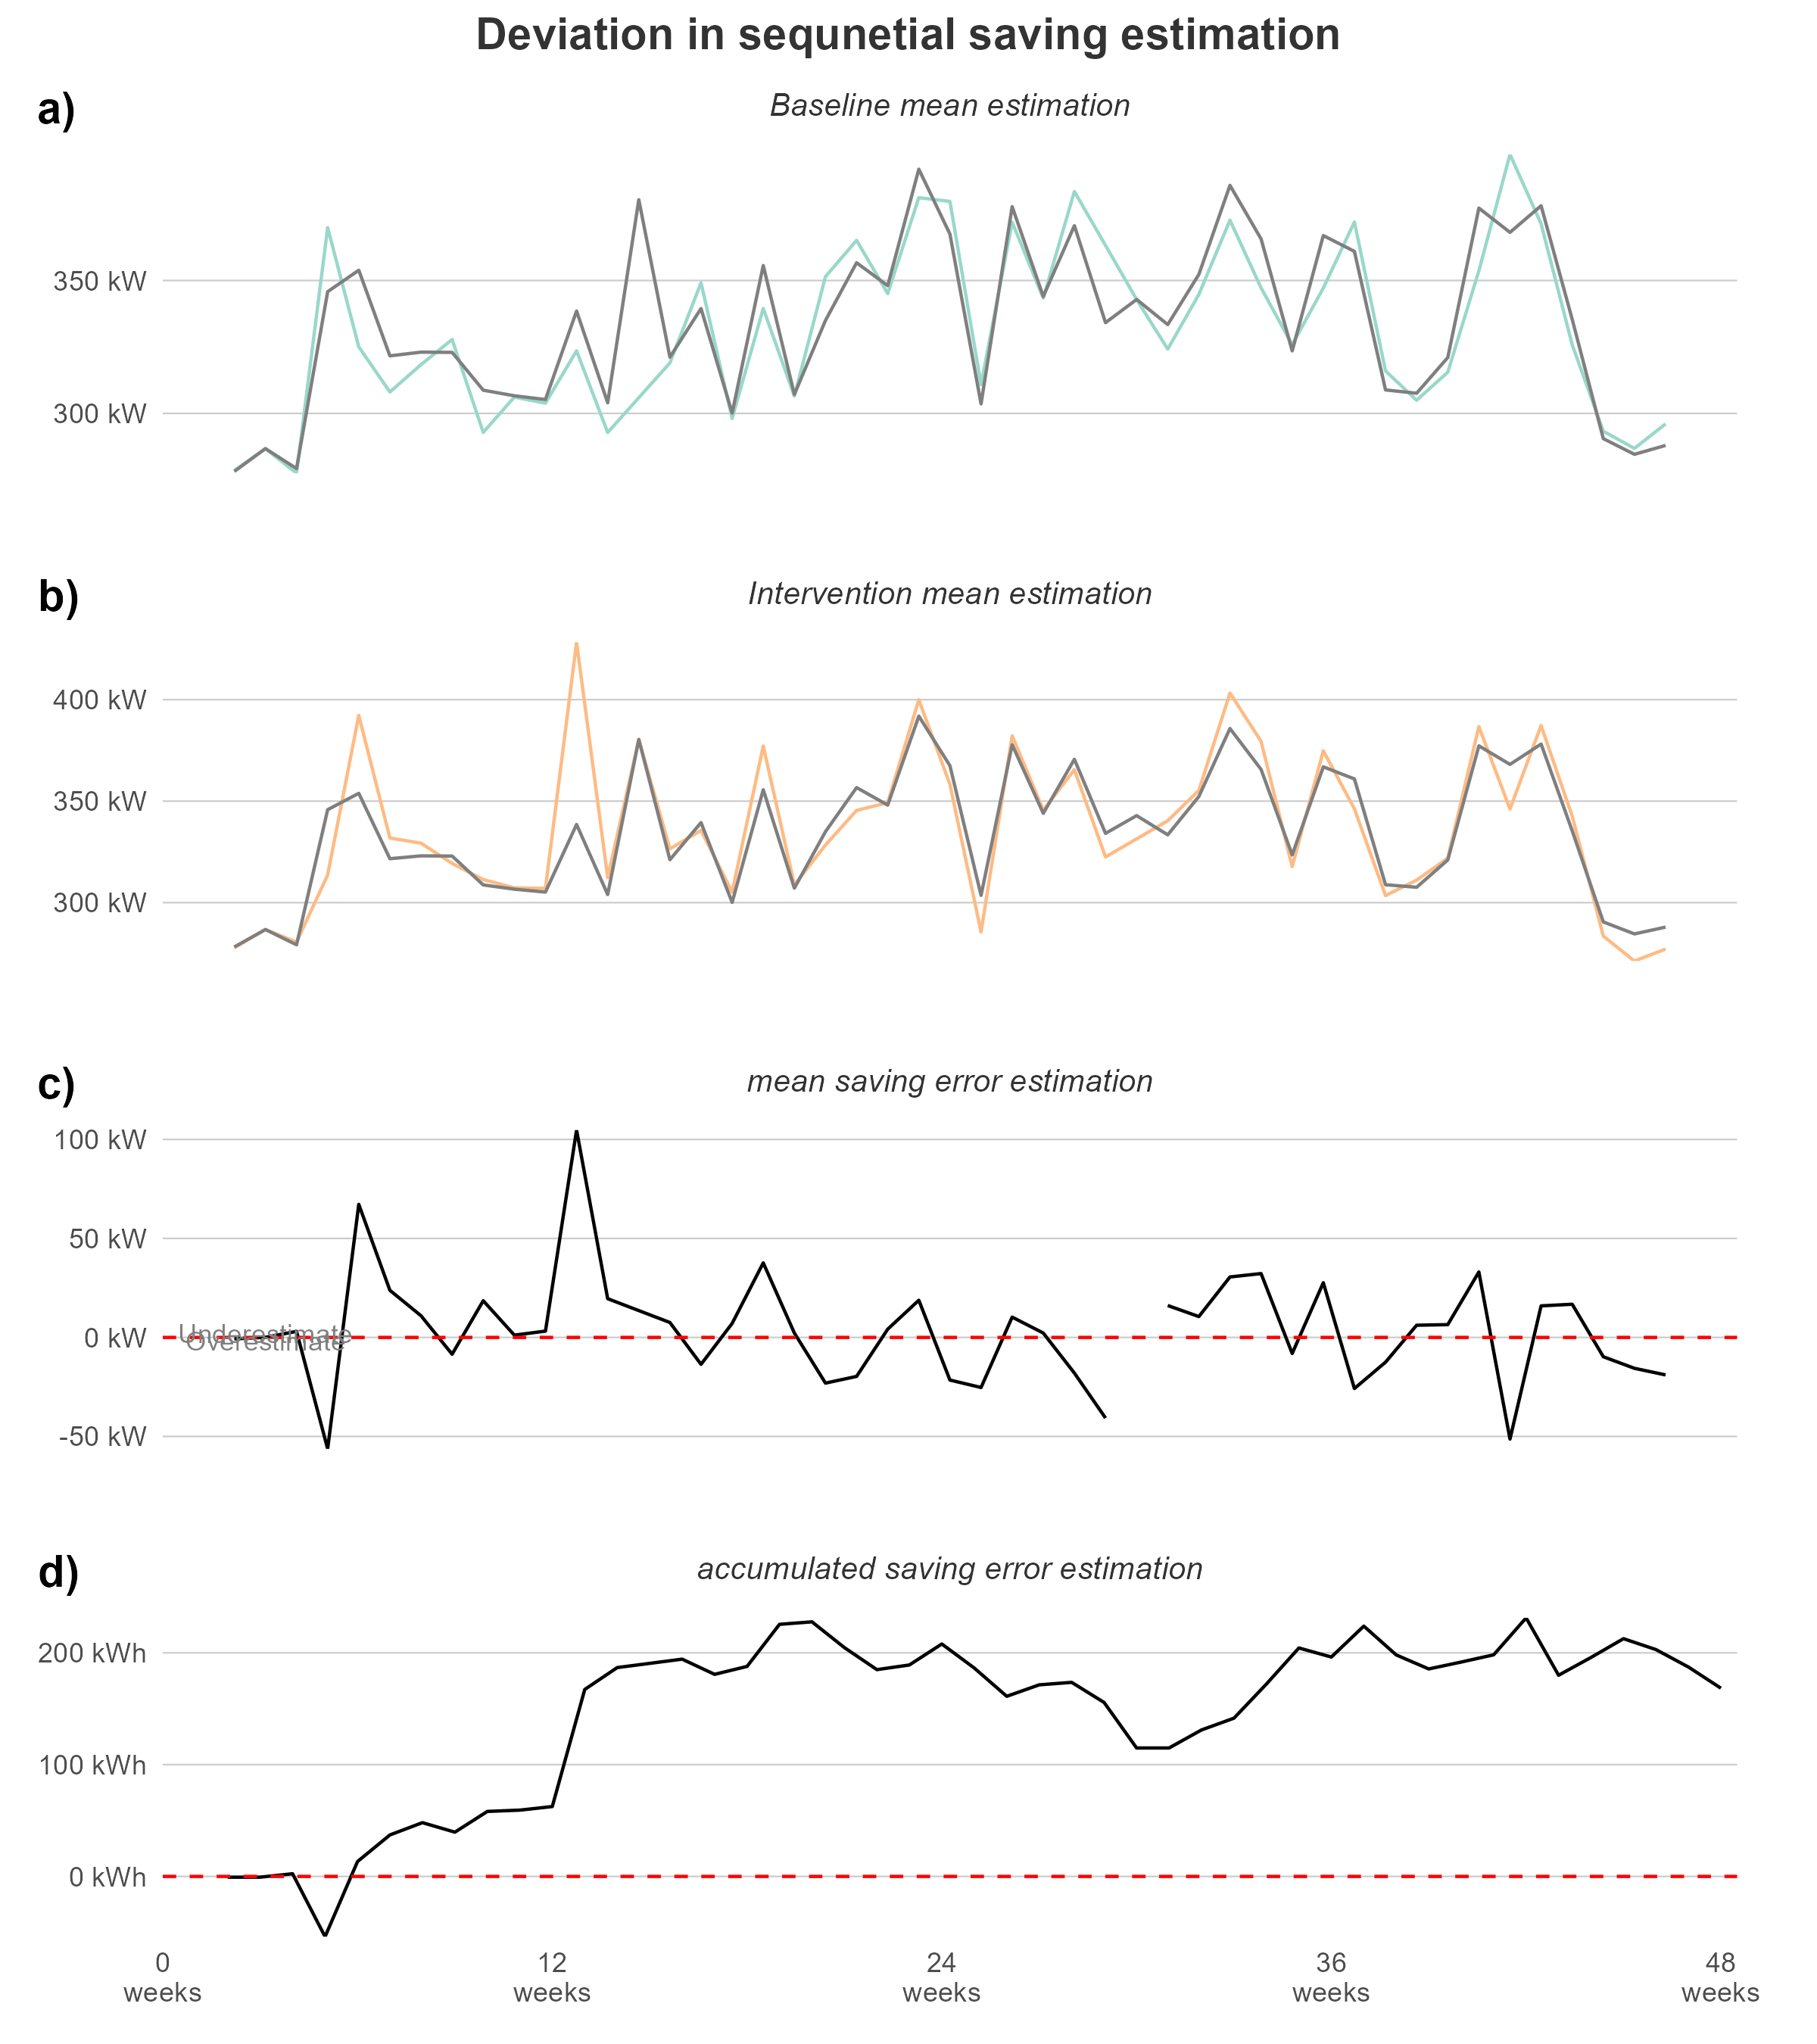 Deviation in sequnetial saving estimation
a)
Baseline mean estimation
350 kW
300 kW
b)
Intervention mean estimation
400 kW
350 kW
300 kW
c)
mean saving error estimation
100 kW
50 kW
Underestimate
0 kW
Overestimate
-50 kW
d)
accumulated saving error estimation
200 kWh
100 kWh
0 kWh
0 12 24 36 48
weeks weeks weeks weeks weeks